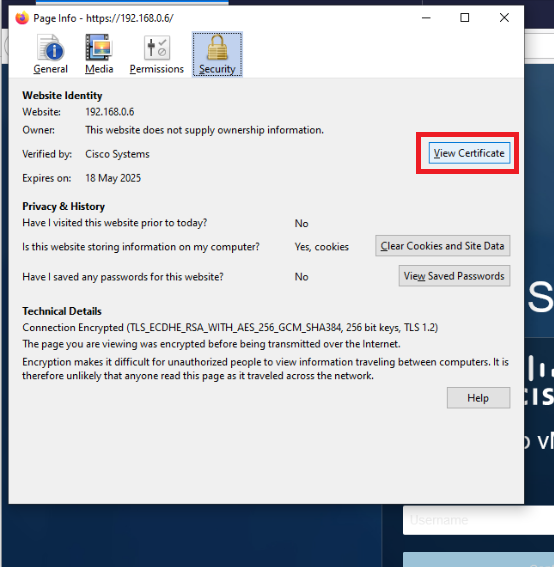 Page Info - https://192.168.0.6/
General Media Permissions Security
Website Identity
Website: 192.168.0.6
Owner: This website does not supply ownership information.
Verified by: Cisco Systems
View Certificate
Expires on: 18 May 2025
Privacy & History
Have I visited this website prior to today? No
Is this website storing information on my computer? Yes, cookies Clear Cookies and Site Data
Have I saved any passwords for this website? No View Saved Passwords
Technical Details
Connection Encrypted (TLS_ECDHE_RSA_WITH_AES_256_GCM_SHA384, 256 bit keys, TLS 1.2)
The page you are viewing was encrypted before being transmitted over the Internet.
Encryption makes it difficult for unauthorized people to view information traveling between computers. It is
therefore unlikely that anyone read this page as it traveled across the network.
Help
Username